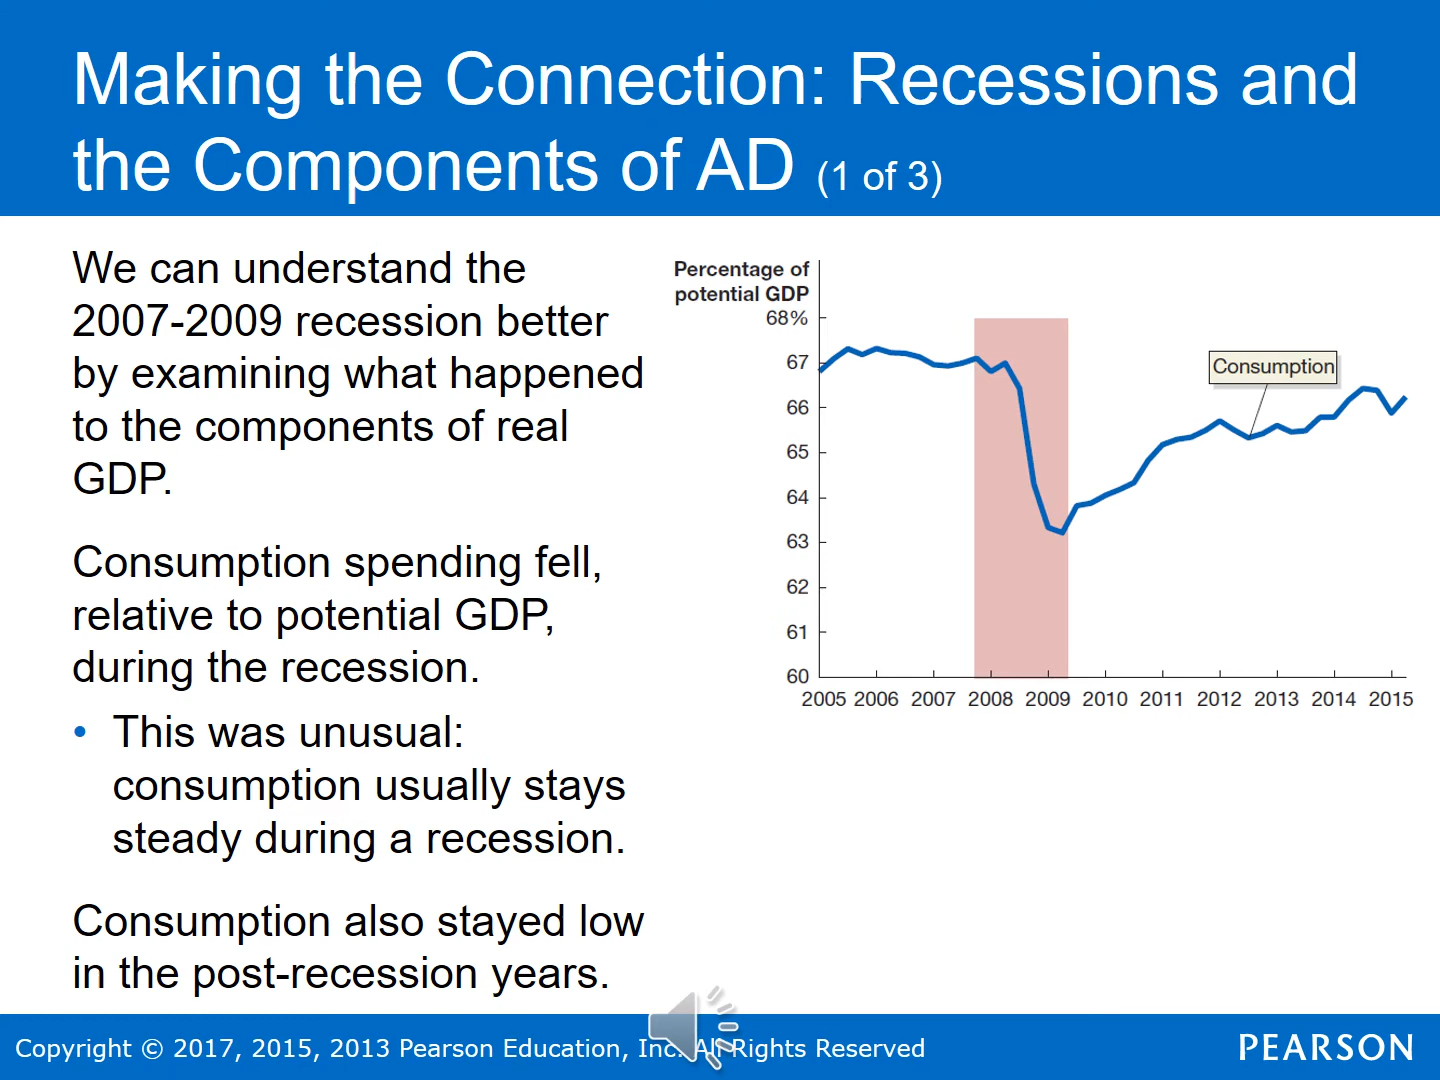 Making the Connection: Recessions and
the Components of AD (1 of 3)
We can understand the
2007-2009 recession better
by examining what happened
to the components of real
GDP.
Consumption spending fell,
relative to potential GDP,
during the recession.
• This was unusual:
consumption usually stays
steady during a recession.
Consumption also stayed low
in the post-recession years.
Percentage of
potential GDP
68%
67
66
65
64
63
62
61
60
Consumption
2005 2006 2007 2008 2009 2010 2011 2012 2013 2014 2015
Copyright © 2017, 2015, 2013 Pearson Education, Inc. All Rights Reserved
PEARSON